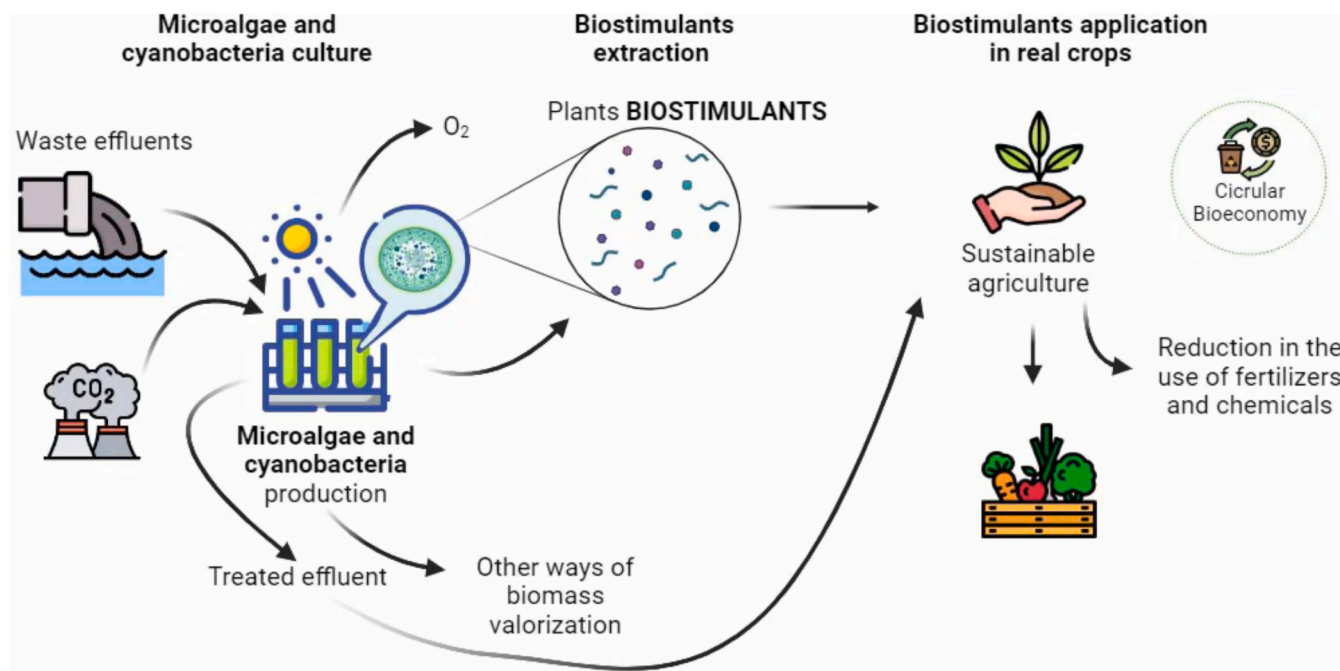 Microalgae and
cyanobacteria culture
Biostimulants
extraction
Biostimulants application
in real crops
Waste effluents
O₂
Plants BIOSTIMULANTS
Cicrular
Bioeconomy
Sustainable
agriculture
CO₂
Reduction in the
use of fertilizers
and chemicals
Microalgae and
cyanobacteria
production
Treated effluent
Other ways of
biomass
valorization
$